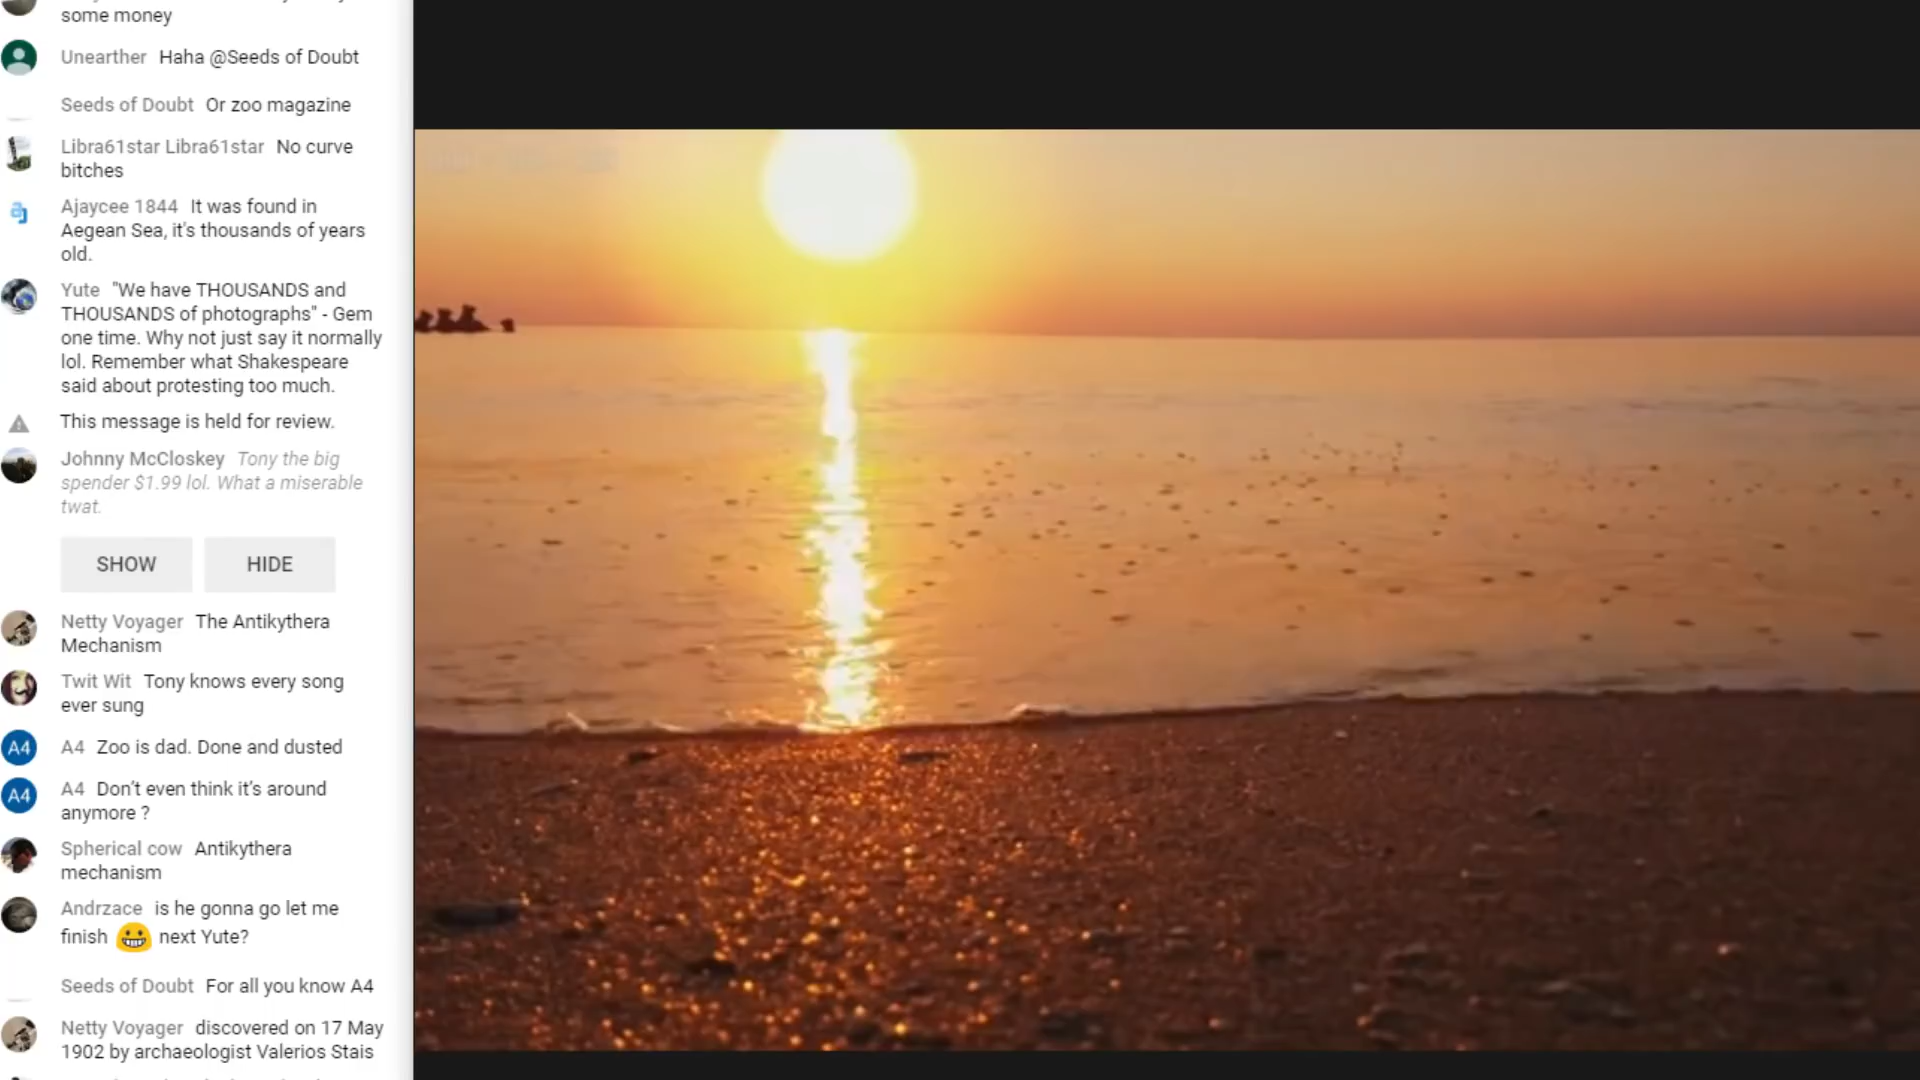 some money
Unearther Haha @Seeds of Doubt
Seeds of Doubt Or zoo magazine
Libra61star Libra61star No curve
bitches
Ajaycee 1844 It was found in
Aegean Sea, it's thousands of years
old.
Yute "We have THOUSANDS and
THOUSANDS of photographs" - Gem
one time. Why not just say it normally
lol. Remember what Shakespeare
said about protesting too much.
This message is held for review.
Johnny McCloskey Tony the big
spender $1.99 lol. What a miserable
twat.
SHOW HIDE
Netty Voyager The Antikythera
Mechanism
Twit Wit Tony knows every song
ever sung
A4 A4 Zoo is dad. Done and dusted
A4 A4 Don’t even think it’s around
anymore ?
Spherical cow Antikythera
mechanism
Andrzace is he gonna go let me
finish 😀 next Yute?
Seeds of Doubt For all you know A4
Netty Voyager discovered on 17 May
1902 by archaeologist Valerios Stais